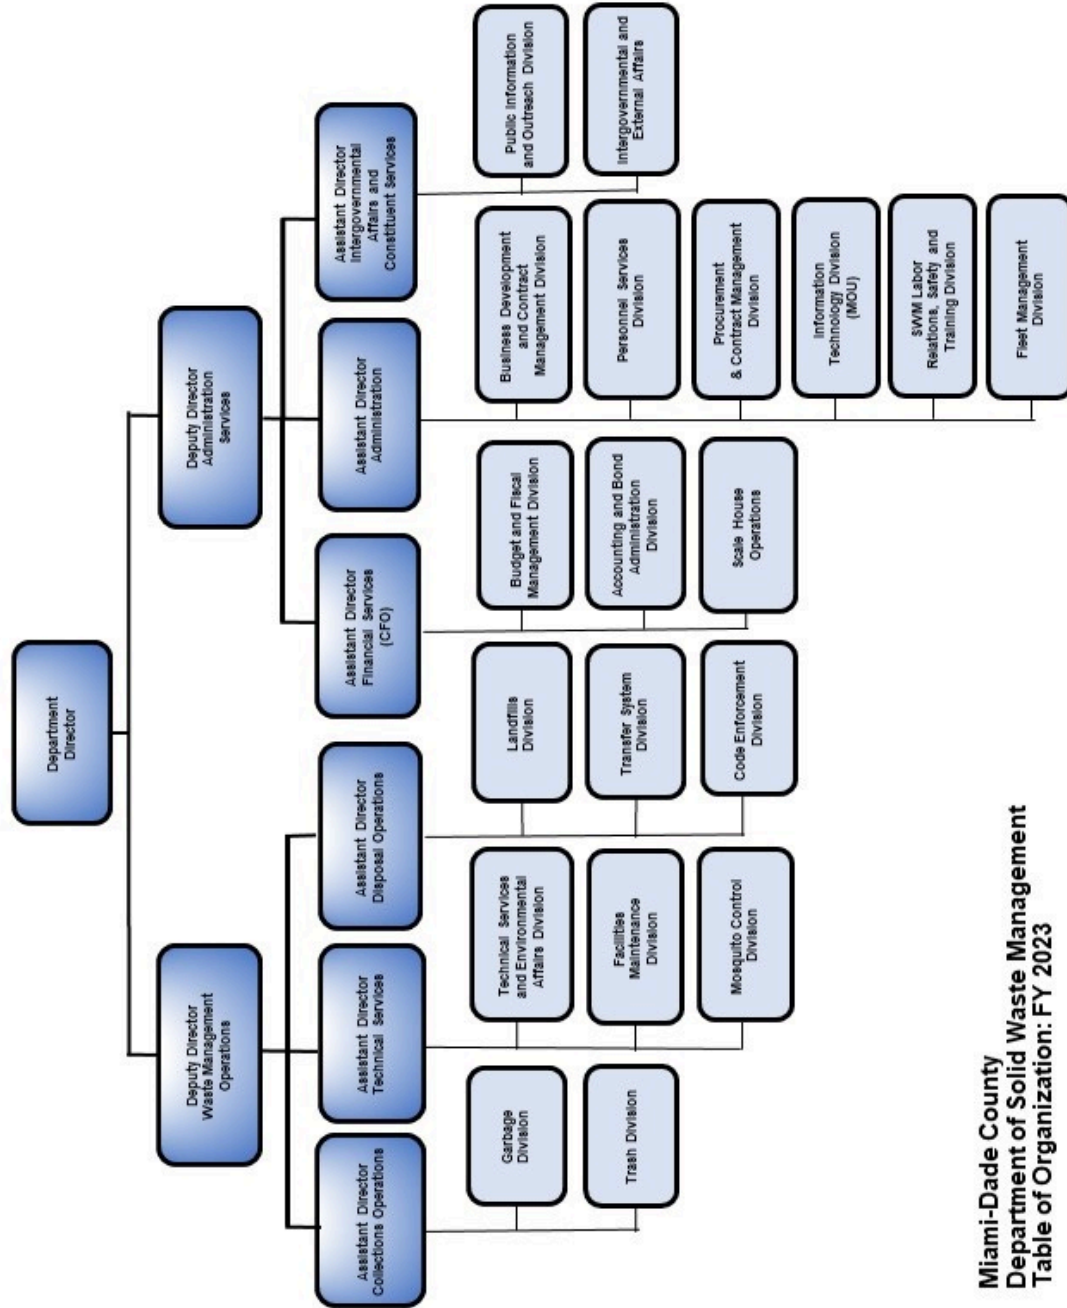 Department
Director
Deputy Director
Waste Management
Operations
Deputy Director
Administration
Services
Assistant Director
Collections Operations
Assistant Director
Technical Services
Assistant Director
Disposal Operations
Assistant Director
Financial Services
(CFO)
Assistant Director
Administration
Assistant Director
Intergovernmental
Affairs and
Constituent Services
Garbage
Division
Trash Division
Technical Services
and Environmental
Affairs Division
Facilities
Maintenance
Division
Mosquito Control
Division
Landfills
Division
Transfer System
Division
Code Enforcement
Division
Budget and Fiscal
Management Division
Accounting and Bond
Administration
Division
Scale House
Operations
Business Development
and Contract
Management Division
Personnel Services
Division
Procurement
& Contract Management
Division
Information
Technology Division
(MOU)
SWM Labor
Relations, Safety and
Training Division
Fleet Management
Division
Public Information
and Outreach Division
Intergovernmental and
External Affairs
Miami-Dade County
Department of Solid Waste Management
Table of Organization: FY 2023